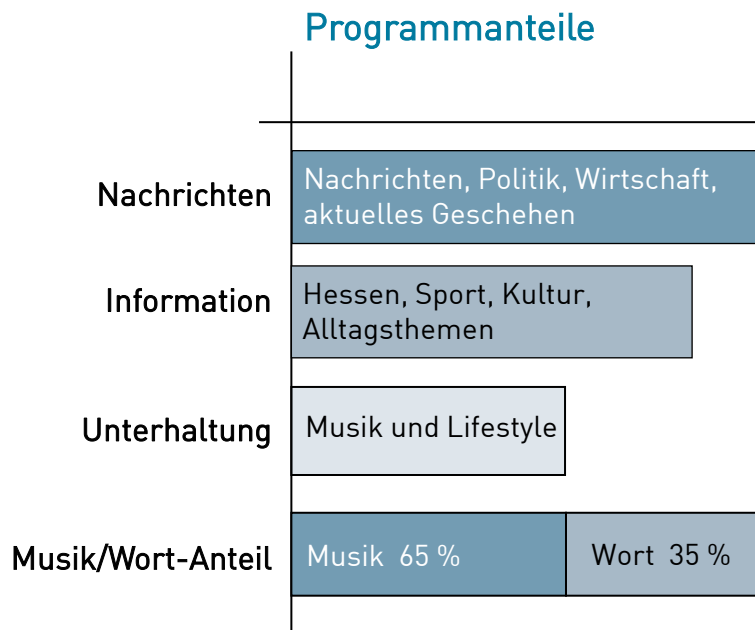 Programmanteile
Nachrichten
Nachrichten, Politik, Wirtschaft,
aktuelles Geschehen
Information
Hessen, Sport, Kultur,
Alltagsthemen
Unterhaltung
Musik und Lifestyle
Musik/Wort-Anteil
Musik 65 %
Wort 35 %